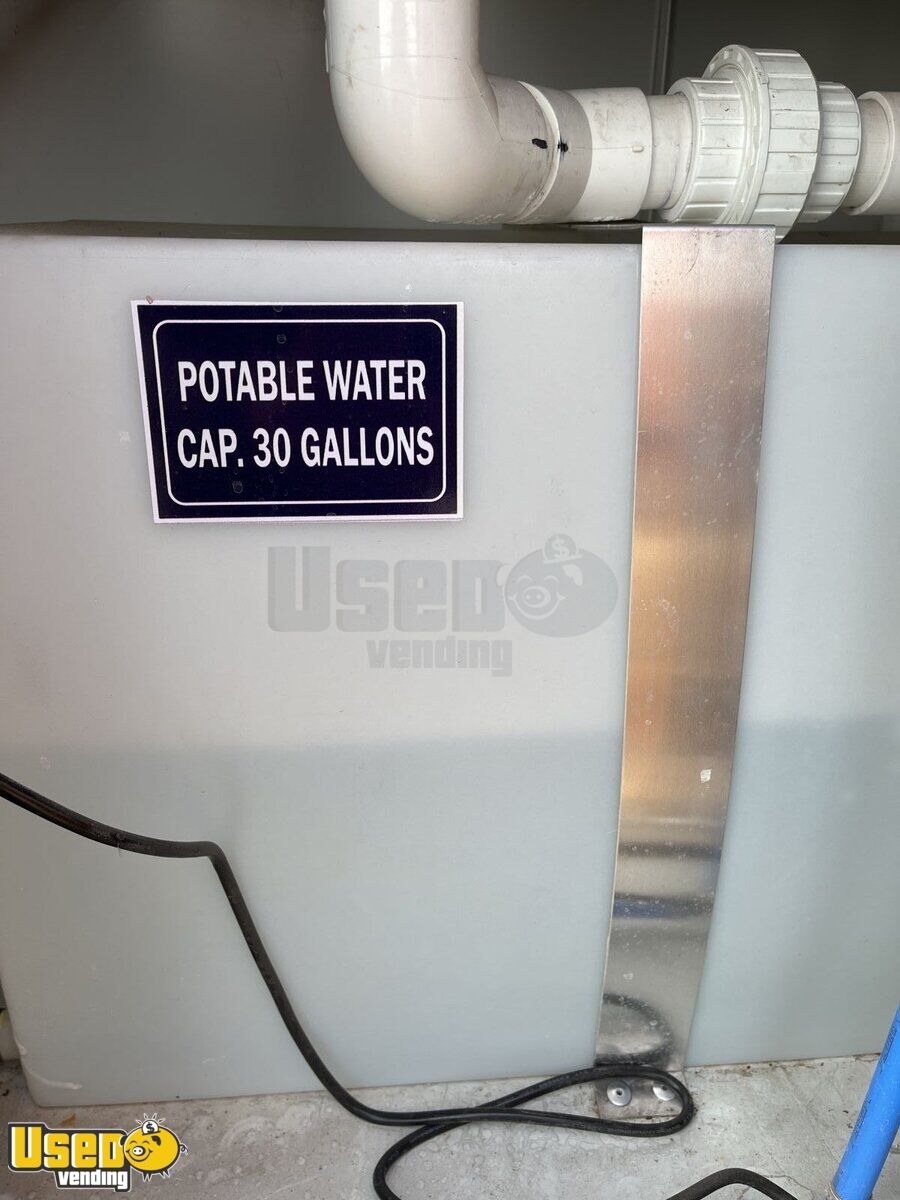 POTABLE WATER
CAP. 30 GALLONS
USED
vending
USED
vending